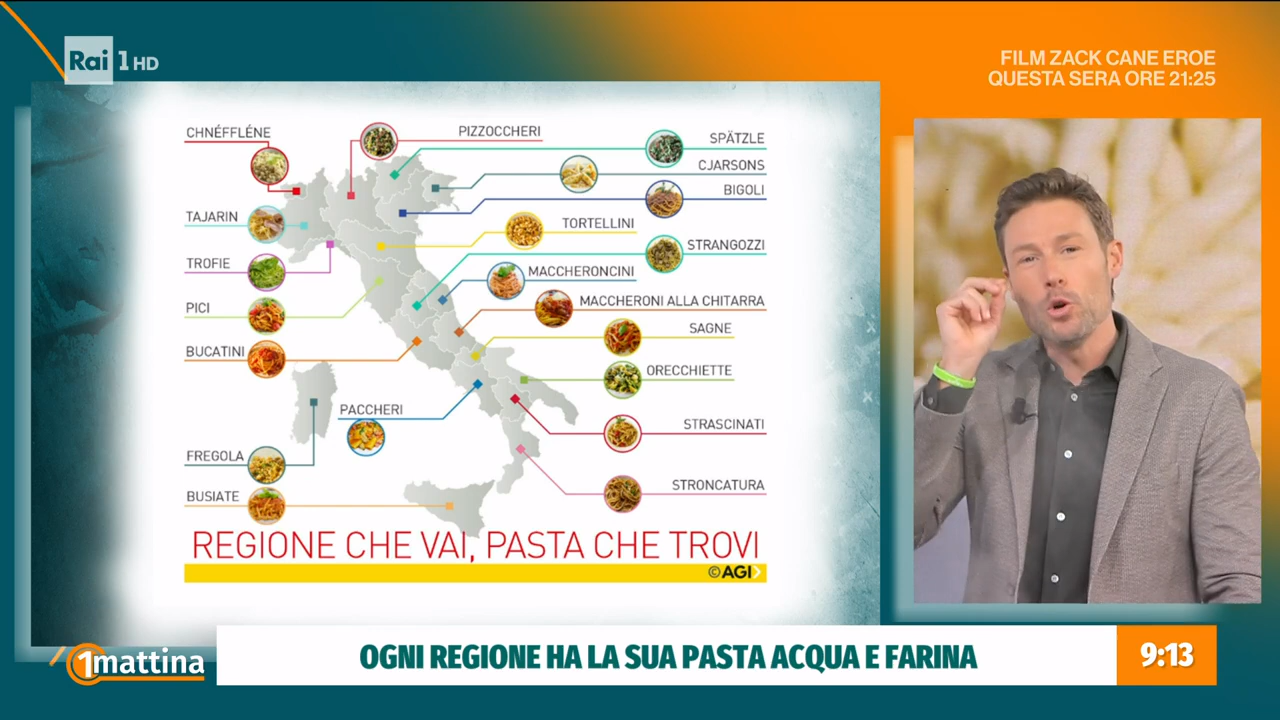 Rai 1 HD
FILM ZACK CANE EROE
QUESTA SERA ORE 21:25
CHNÉFFLÉNE
PIZZOCCHERI
SPÄTZLE
CJARSONS
BIGOLI
TAJARIN
TORTELLINI
STRANGOZZI
TROFIE
MACCHERONCINI
PICI
MACCHERONI ALLA CHITARRA
SAGNE
BUCATINI
ORECCHIETTE
PACCHERI
STRASCINATI
FREGOLA
STRONCATURA
BUSIATE
REGIONE CHE VAI, PASTA CHE TROVI
©AGI
1mattina
OGNI REGIONE HA LA SUA PASTA ACQUA E FARINA
9:13